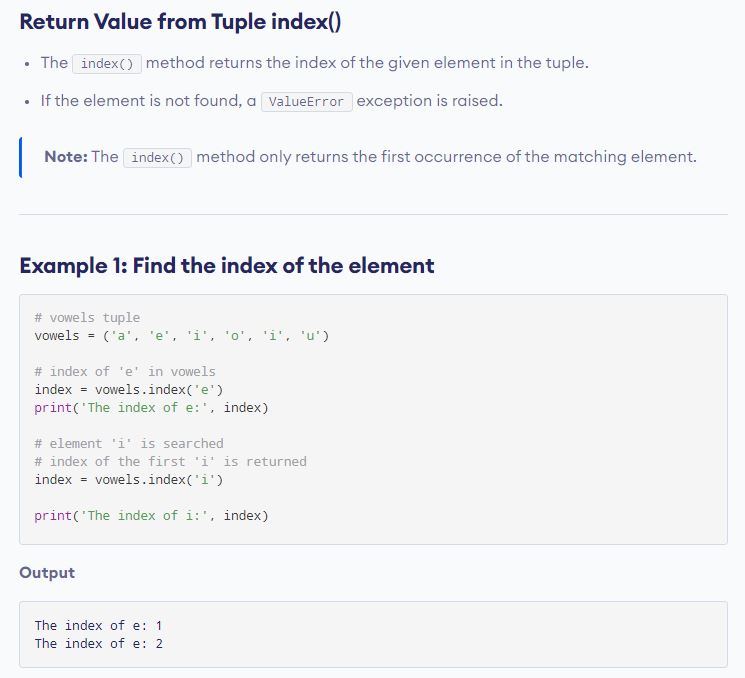 Return Value from Tuple index()
• The index() method returns the index of the given element in the tuple.
• If the element is not found, a ValueError exception is raised.
Note: The index() method only returns the first occurrence of the matching element.
Example 1: Find the index of the element
# vowels tuple
vowels = ('a', 'e', 'i', 'o', 'i', 'u')
# index of 'e' in vowels
index = vowels.index('e')
print('The index of e:', index)
# element 'i' is searched
# index of the first 'i' is returned
index = vowels.index('i')
print('The index of i:', index)
Output
The index of e: 1
The index of e: 2